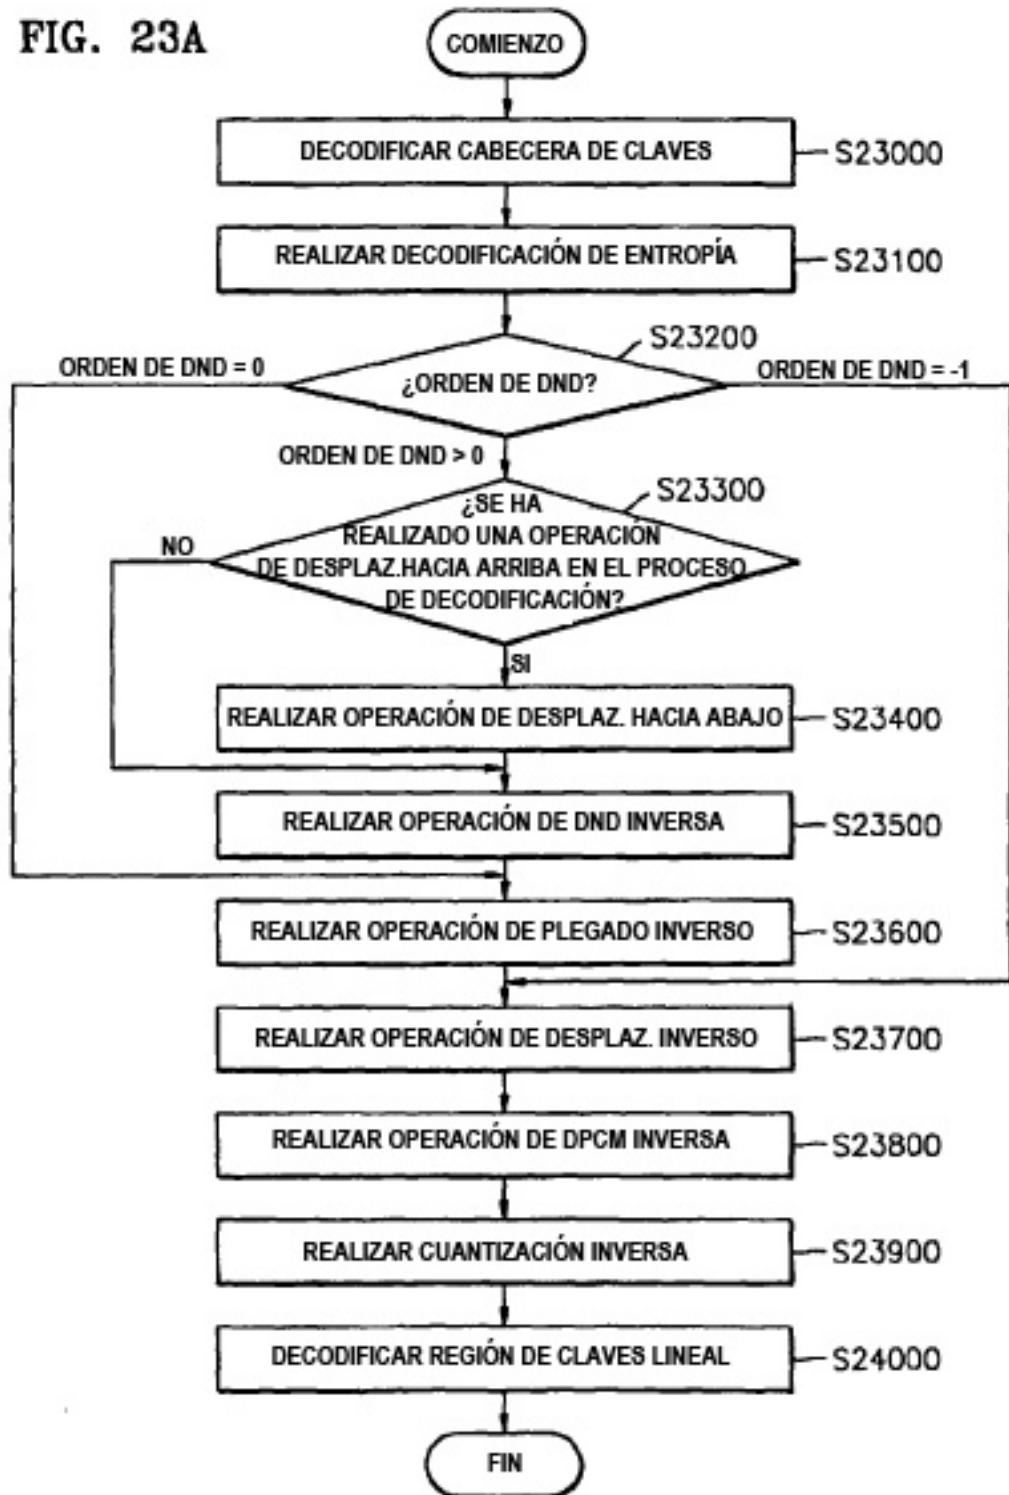 FIG. 23A
COMIENZO
DECODIFICAR CABECERA DE CLAVES
S23000
REALIZAR DECODIFICACIÓN DE ENTROPÍA
S23100
S23200
ORDEN DE DND = 0
¿ORDEN DE DND?
ORDEN DE DND = -1
ORDEN DE DND > 0
S23300
¿SE HA
REALIZADO UNA OPERACIÓN
DE DESPLAZ.HACIA ARRIBA EN EL PROCESO
DE DECODIFICACIÓN?
NO
SI
REALIZAR OPERACIÓN DE DESPLAZ. HACIA ABAJO
S23400
REALIZAR OPERACIÓN DE DND INVERSA
S23500
REALIZAR OPERACIÓN DE PLEGADO INVERSO
S23600
REALIZAR OPERACIÓN DE DESPLAZ. INVERSO
S23700
REALIZAR OPERACIÓN DE DPCM INVERSA
S23800
REALIZAR CUANTIZACIÓN INVERSA
S23900
DECODIFICAR REGIÓN DE CLAVES LINEAL
S24000
FIN